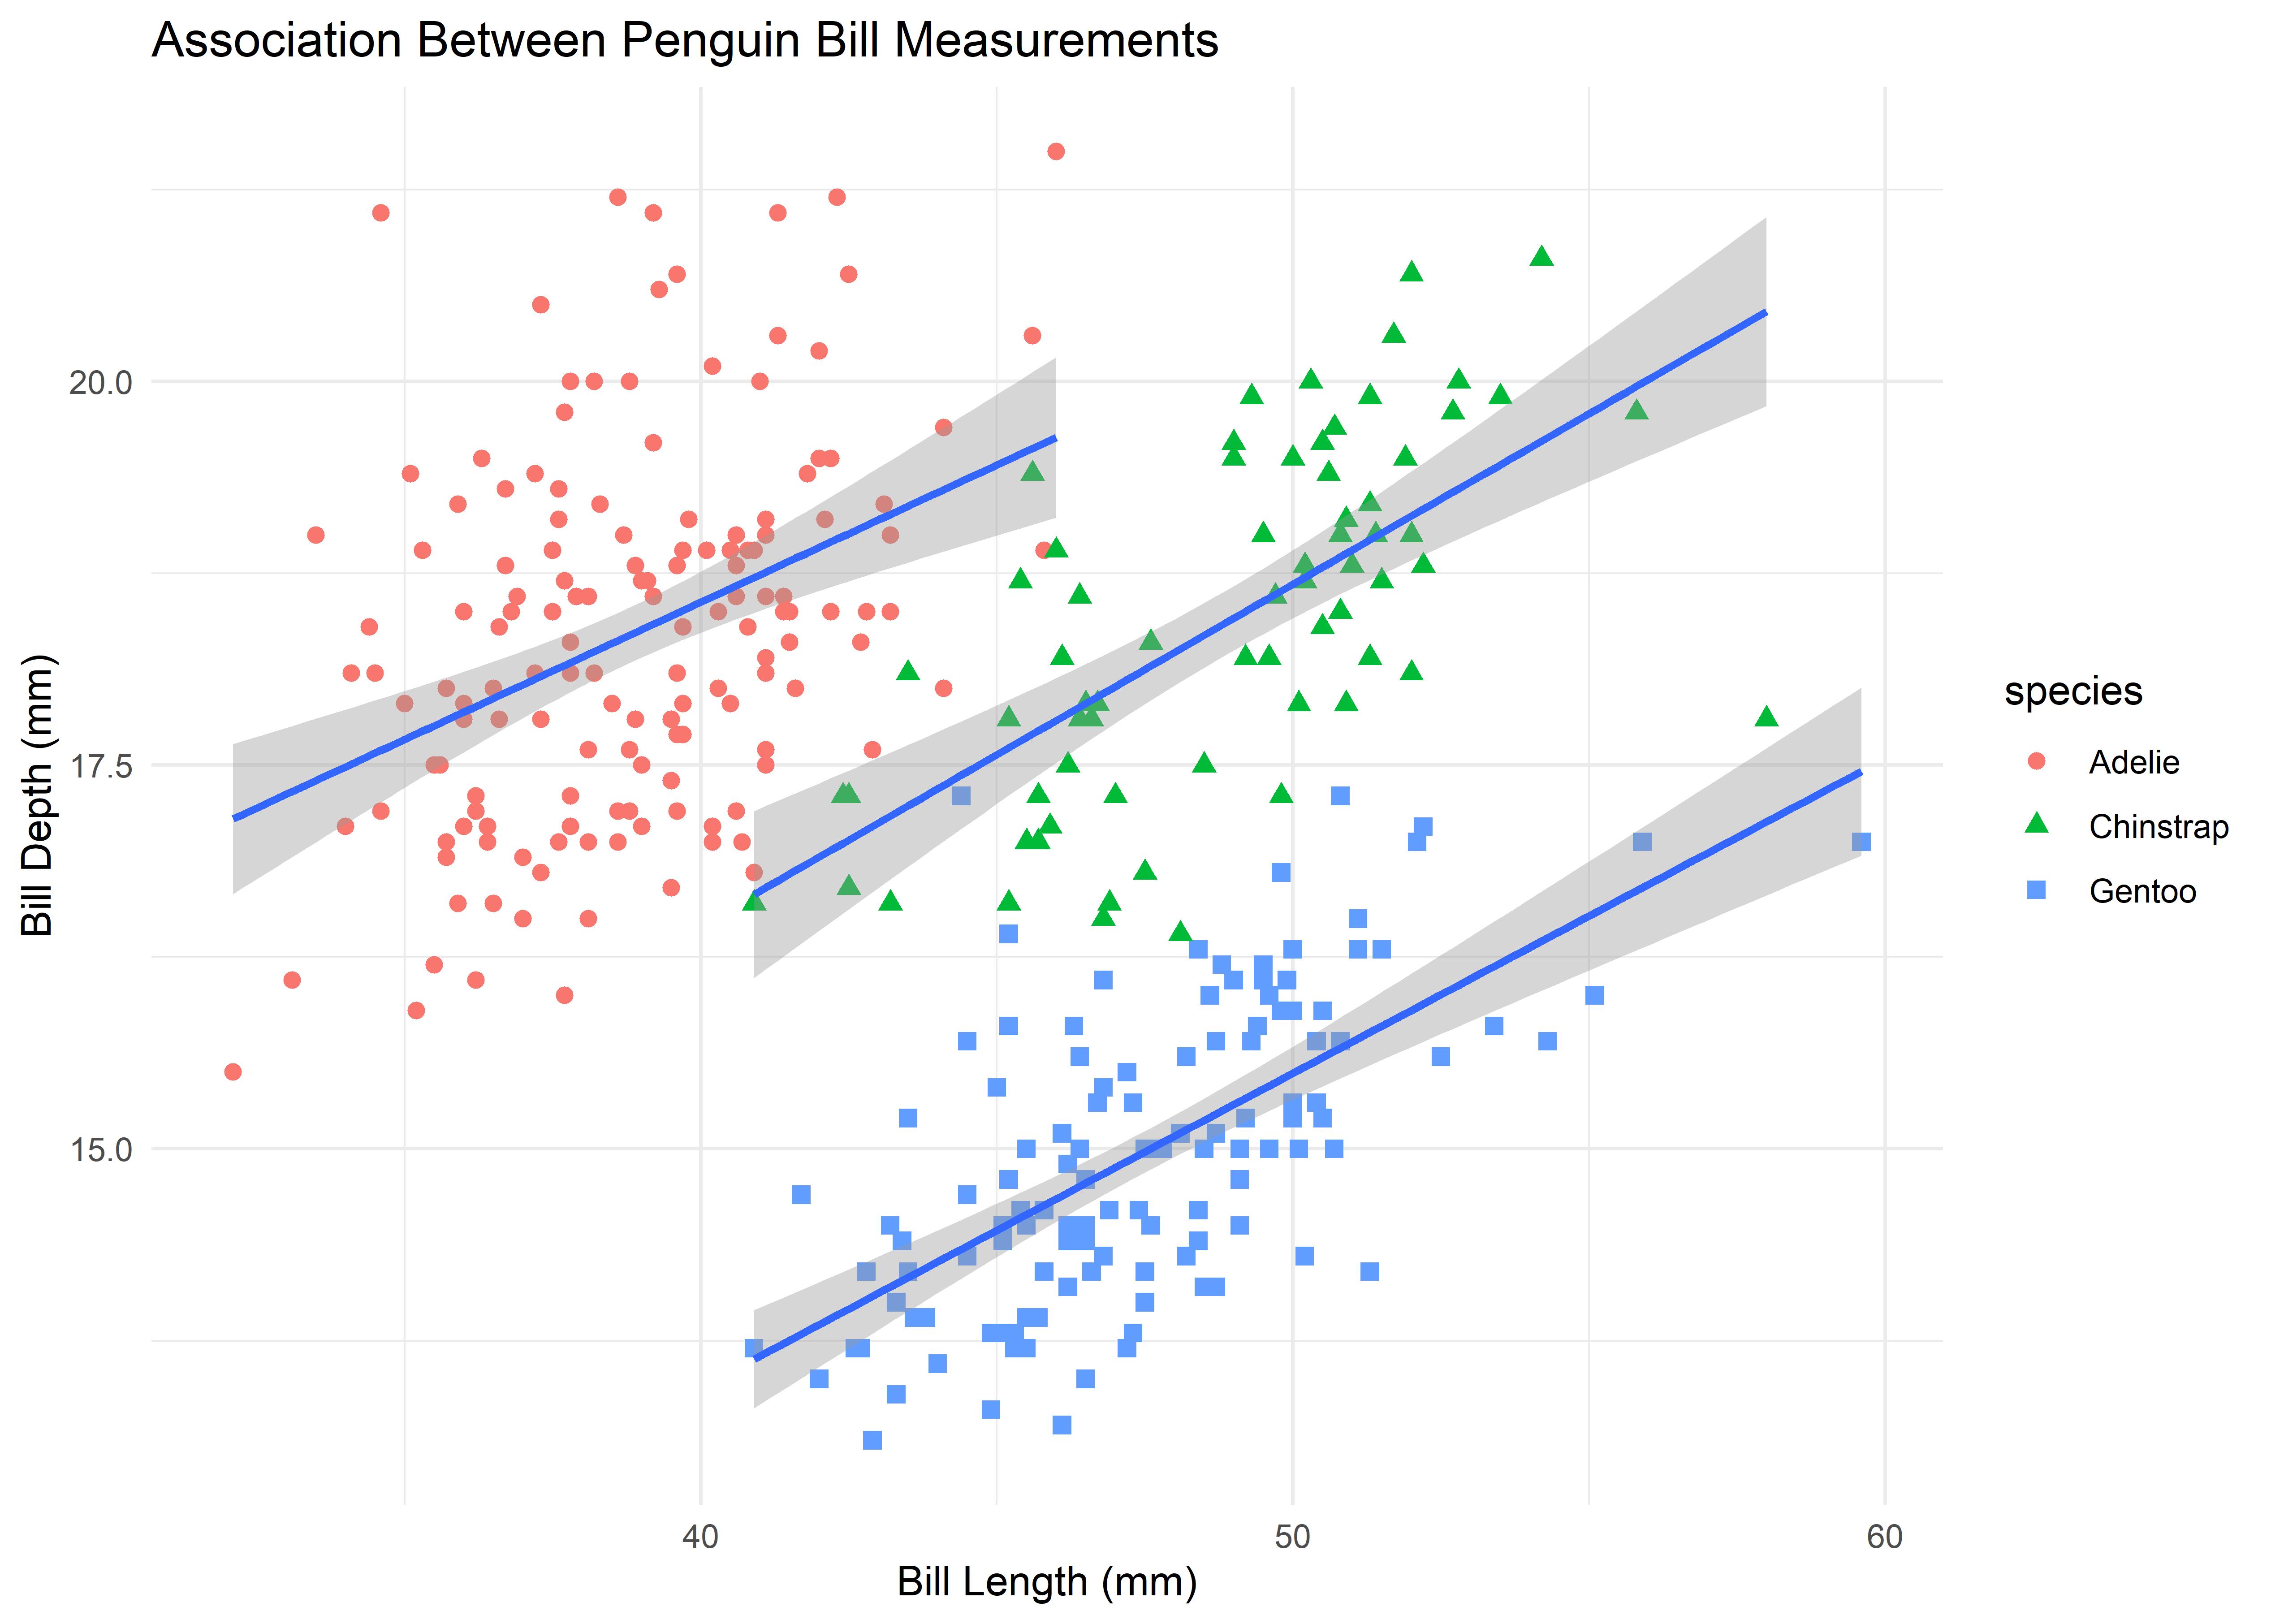 Association Between Penguin Bill Measurements
20.0
17.5
15.0
Bill Depth (mm)
40
50
60
Bill Length (mm)
species
Adelie
Chinstrap
Gentoo